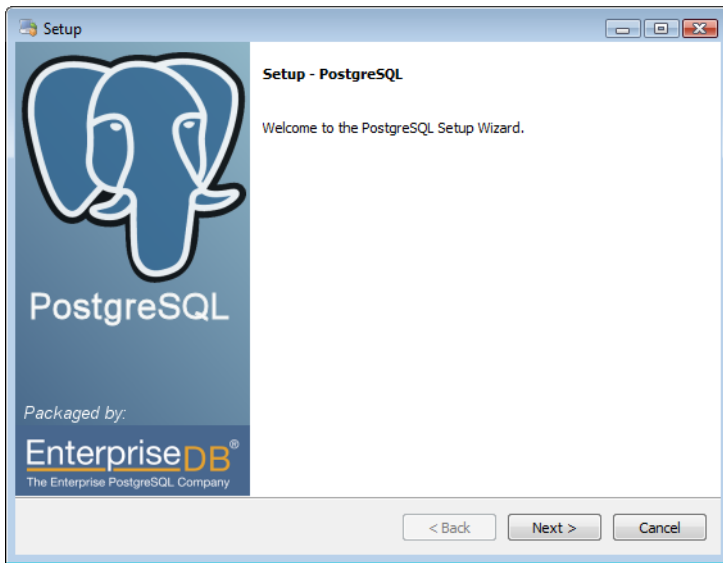 Setup
Setup - PostgreSQL
Welcome to the PostgreSQL Setup Wizard.
PostgreSQL
Packaged by:
EnterpriseDB®
The Enterprise PostgreSQL Company
< Back Next > Cancel